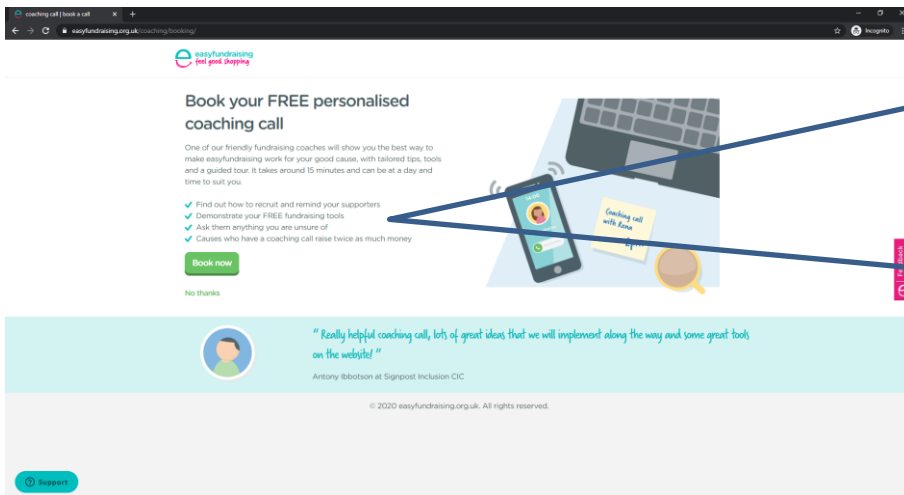 coaching call | book a call
easyfundraising.org.uk/coaching/booking/
Incognito
easyfundraising
feel good shopping
Book your FREE personalised
coaching call
One of our friendly fundraising coaches will show you the best way to
make easyfundraising work for your good cause, with tailored tips, tools
and a guided tour. It takes around 15 minutes and can be at a day and
time to suit you.
Find out how to recruit and remind your supporters
Demonstrate your FREE fundraising tools
Ask them anything you are unsure of
Causes who have a coaching call raise twice as much money
Book now
No thanks
Coaching call
with Rena
Feedback
" Really helpful coaching call, lots of great ideas that we will implement along the way and some great tools
on the website! "
Antony Ibbotson at Signpost Inclusion CIC
© 2020 easyfundraising.org.uk. All rights reserved.
Support